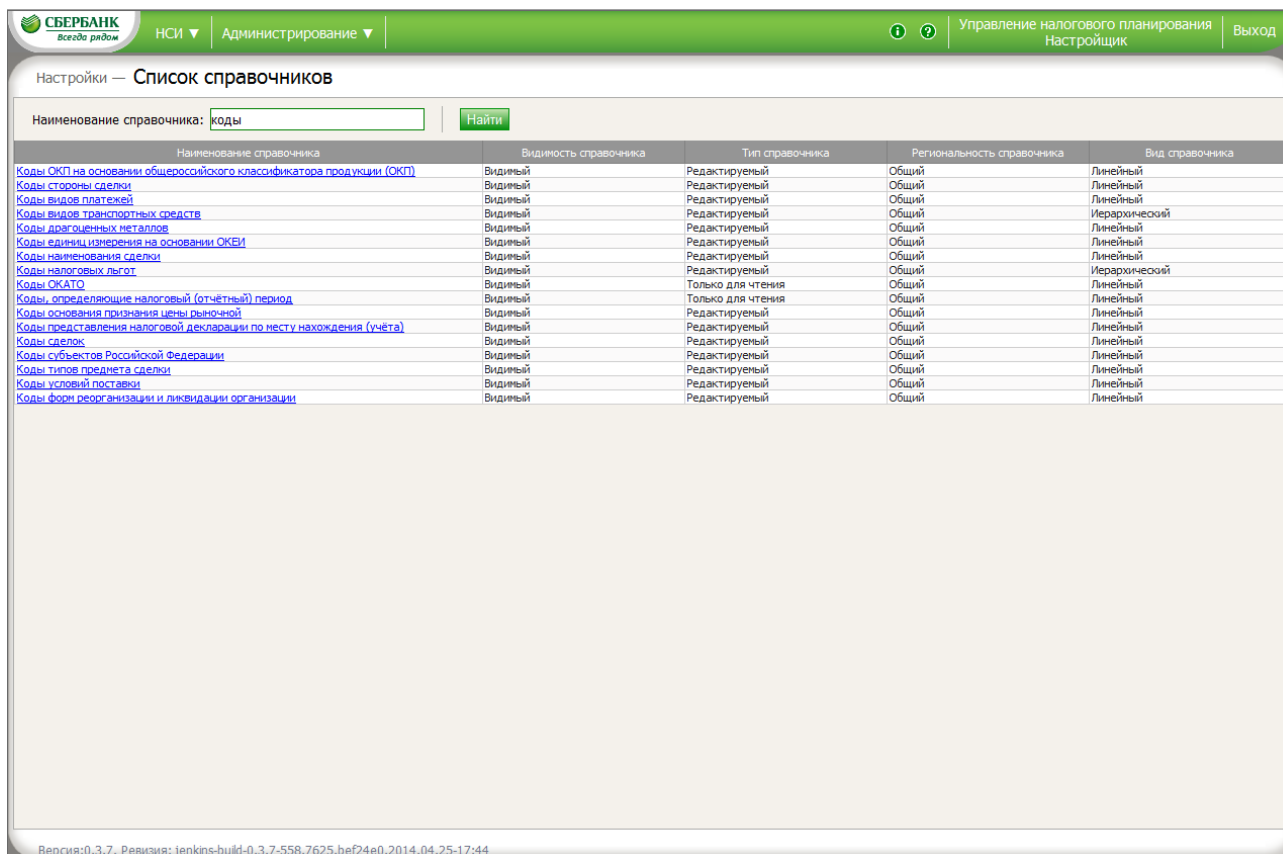 СБЕРБАНК
Всегда рядом
НСИ ▼
Администрирование ▼
Управление налогового планирования
Настройщик
Выход
Настройки — Список справочников
Наименование справочника: коды Найти
Наименование справочника Видимость справочника Тип справочника Региональность справочника Вид справочника
Коды ОКП на основании общероссийского классификатора продукции (ОКП) Видимый Редактируемый Общий Линейный
Коды стороны сделки Видимый Редактируемый Общий Линейный
Коды видов платежей Видимый Редактируемый Общий Линейный
Коды видов транспортных средств Видимый Редактируемый Общий Иерархический
Коды драгоценных металлов Видимый Редактируемый Общий Линейный
Коды единиц измерения на основании ОКЕИ Видимый Редактируемый Общий Линейный
Коды наименования сделки Видимый Редактируемый Общий Линейный
Коды налоговых льгот Видимый Редактируемый Общий Иерархический
Коды ОКАТО Видимый Только для чтения Общий Линейный
Коды, определяющие налоговый (отчётный) период Видимый Только для чтения Общий Линейный
Коды основания признания цены рыночной Видимый Редактируемый Общий Линейный
Коды представления налоговой декларации по месту нахождения (учёта) Видимый Редактируемый Общий Линейный
Коды сделок Видимый Редактируемый Общий Линейный
Коды субъектов Российской Федерации Видимый Редактируемый Общий Линейный
Коды типов предмета сделки Видимый Редактируемый Общий Линейный
Коды условий поставки Видимый Редактируемый Общий Линейный
Коды форм реорганизации и ликвидации организации Видимый Редактируемый Общий Линейный
Версия:0.3.7, Ревизия: jenkins-build-0.3.7-558,7625,bef24e0,2014.04.25-17:44